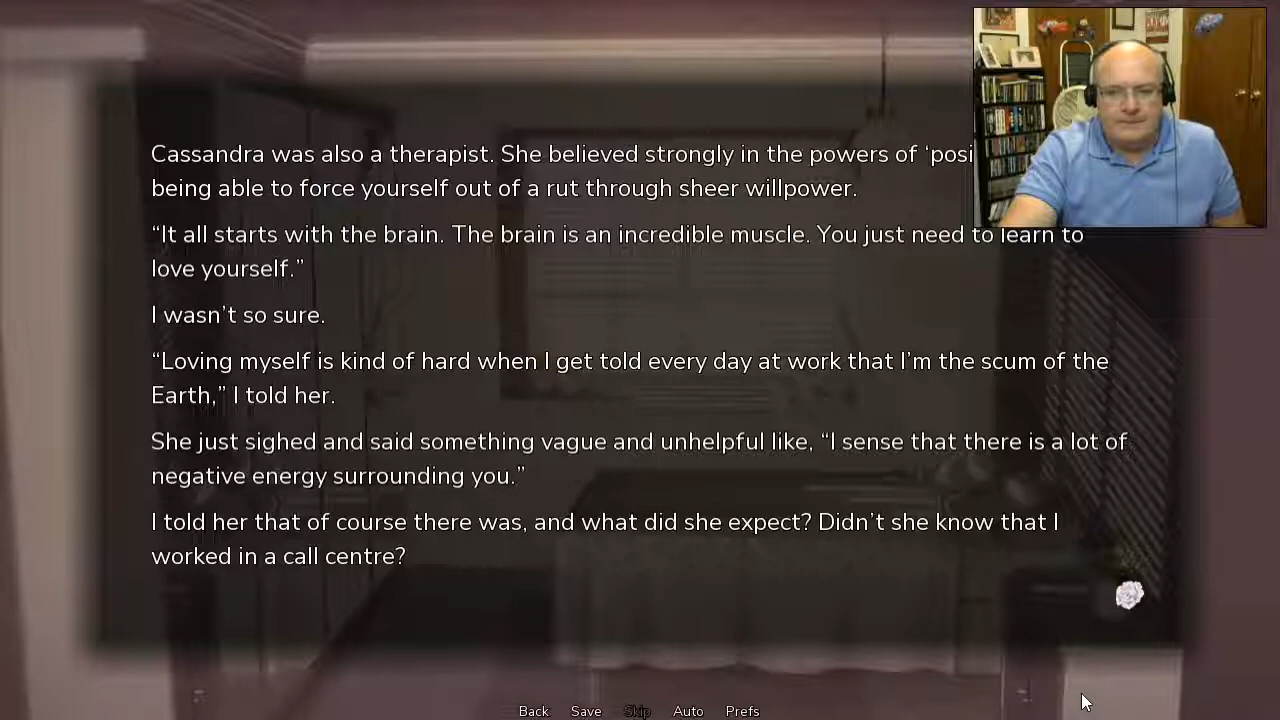 Cassandra was also a therapist. She believed strongly in the powers of ‘posi
being able to force yourself out of a rut through sheer willpower.
“It all starts with the brain. The brain is an incredible muscle. You just need to learn to
love yourself.”
I wasn’t so sure.
“Loving myself is kind of hard when I get told every day at work that I’m the scum of the
Earth,” I told her.
She just sighed and said something vague and unhelpful like, “I sense that there is a lot of
negative energy surrounding you.”
I told her that of course there was, and what did she expect? Didn’t she know that I
worked in a call centre?
Back Save Skip Auto Prefs